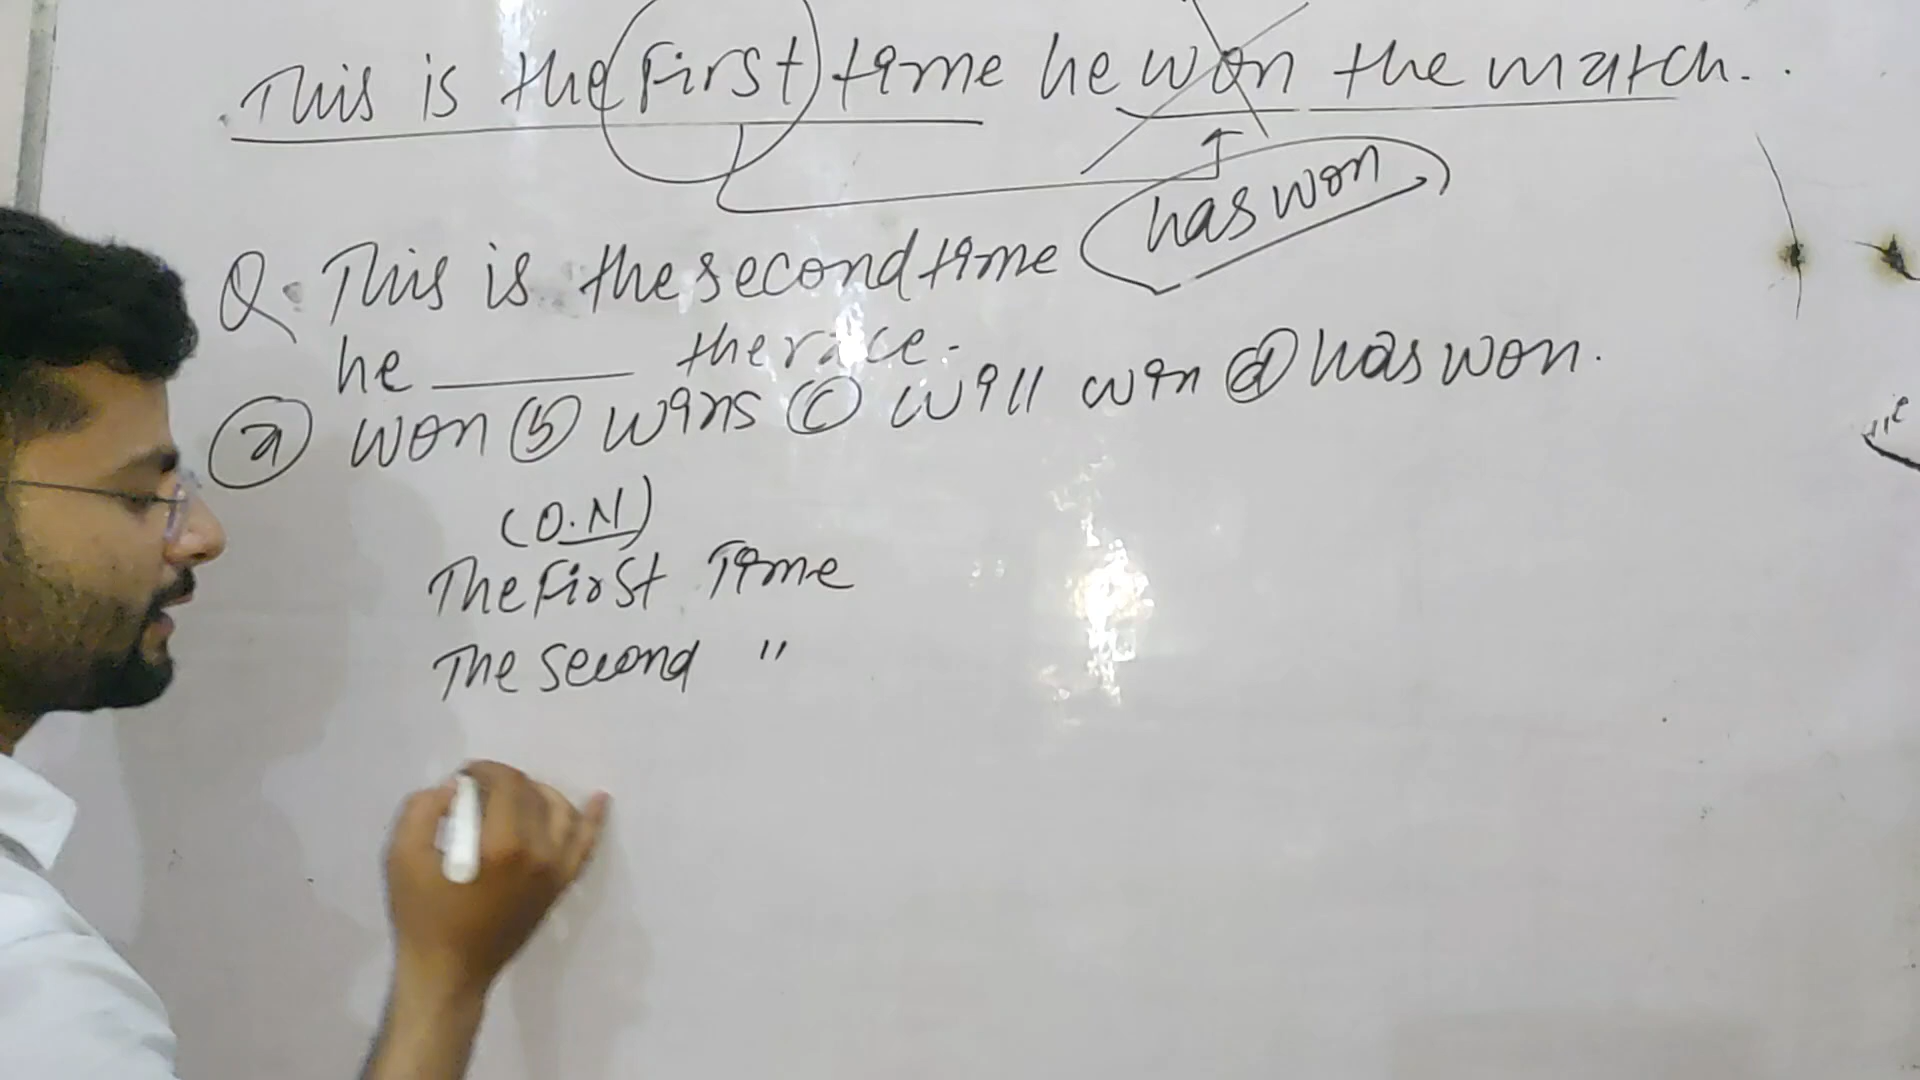 This is the First time he won the match..
has won
Q. This is the second time
he ______ the race.
(a) won (b) wins (c) will win (d) has won.
(O.N)
The First Time
The second "